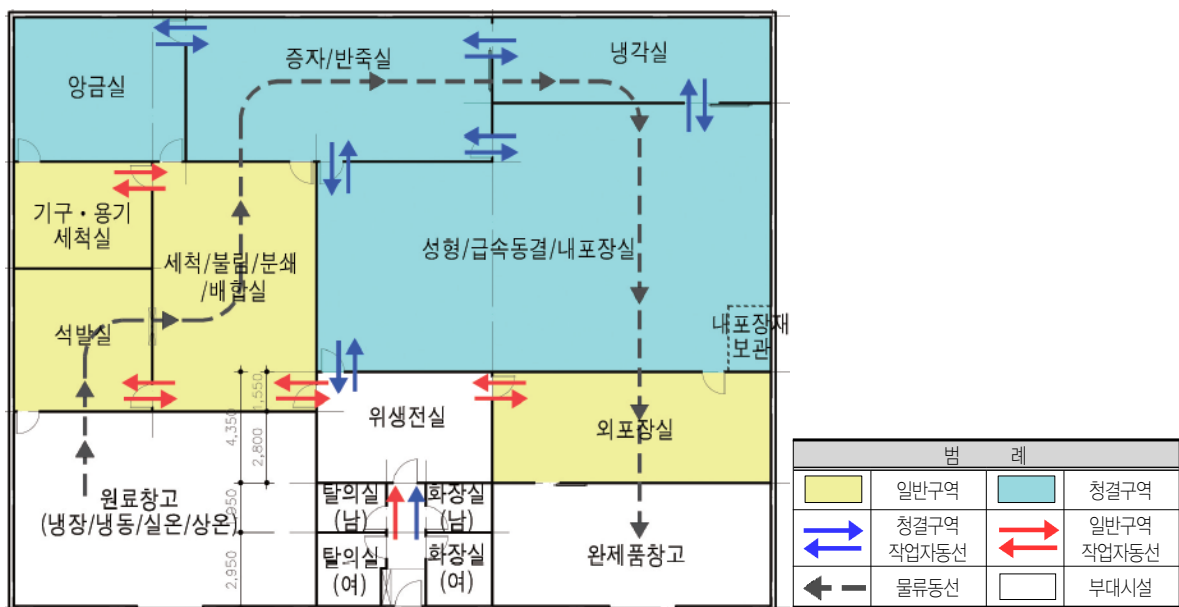 증자/반죽실
냉각실
앙금실
기구・용기
세척실
세척/불림/분쇄
/배합실
성형/급속동결/내포장실
석발실
내포장재
보관
위생전실
외포장실
원료창고
(냉장/냉동/실온/상온)
탈의실
(남)
화장실
(남)
탈의실
(여)
화장실
(여)
완제품창고
1,550
4,350
2,800
950
2,950
범 례
일반구역
청결구역
청결구역
작업자동선
일반구역
작업자동선
물류동선
부대시설